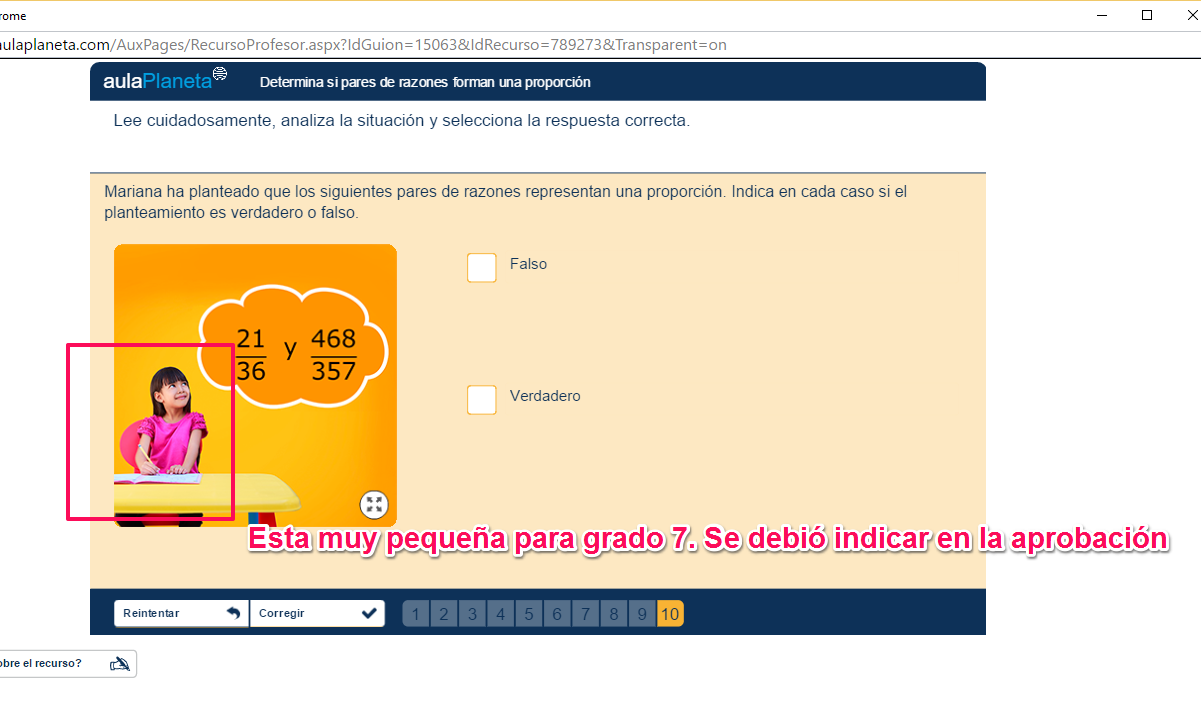 rome
aulaplaneta.com/AuxPages/RecursoProfesor.aspx?IdGuion=15063&IdRecurso=789273&Transparent=on
aulaPlaneta Determina si pares de razones forman una proporción
Lee cuidadosamente, analiza la situación y selecciona la respuesta correcta.
Mariana ha planteado que los siguientes pares de razones representan una proporción. Indica en cada caso si el
planteamiento es verdadero o falso.
21/36 y 468/357
Falso
Verdadero
Esta muy pequeña para grado 7. Se debió indicar en la aprobación
Reintentar Corregir 1 2 3 4 5 6 7 8 9 10
obre el recurso?